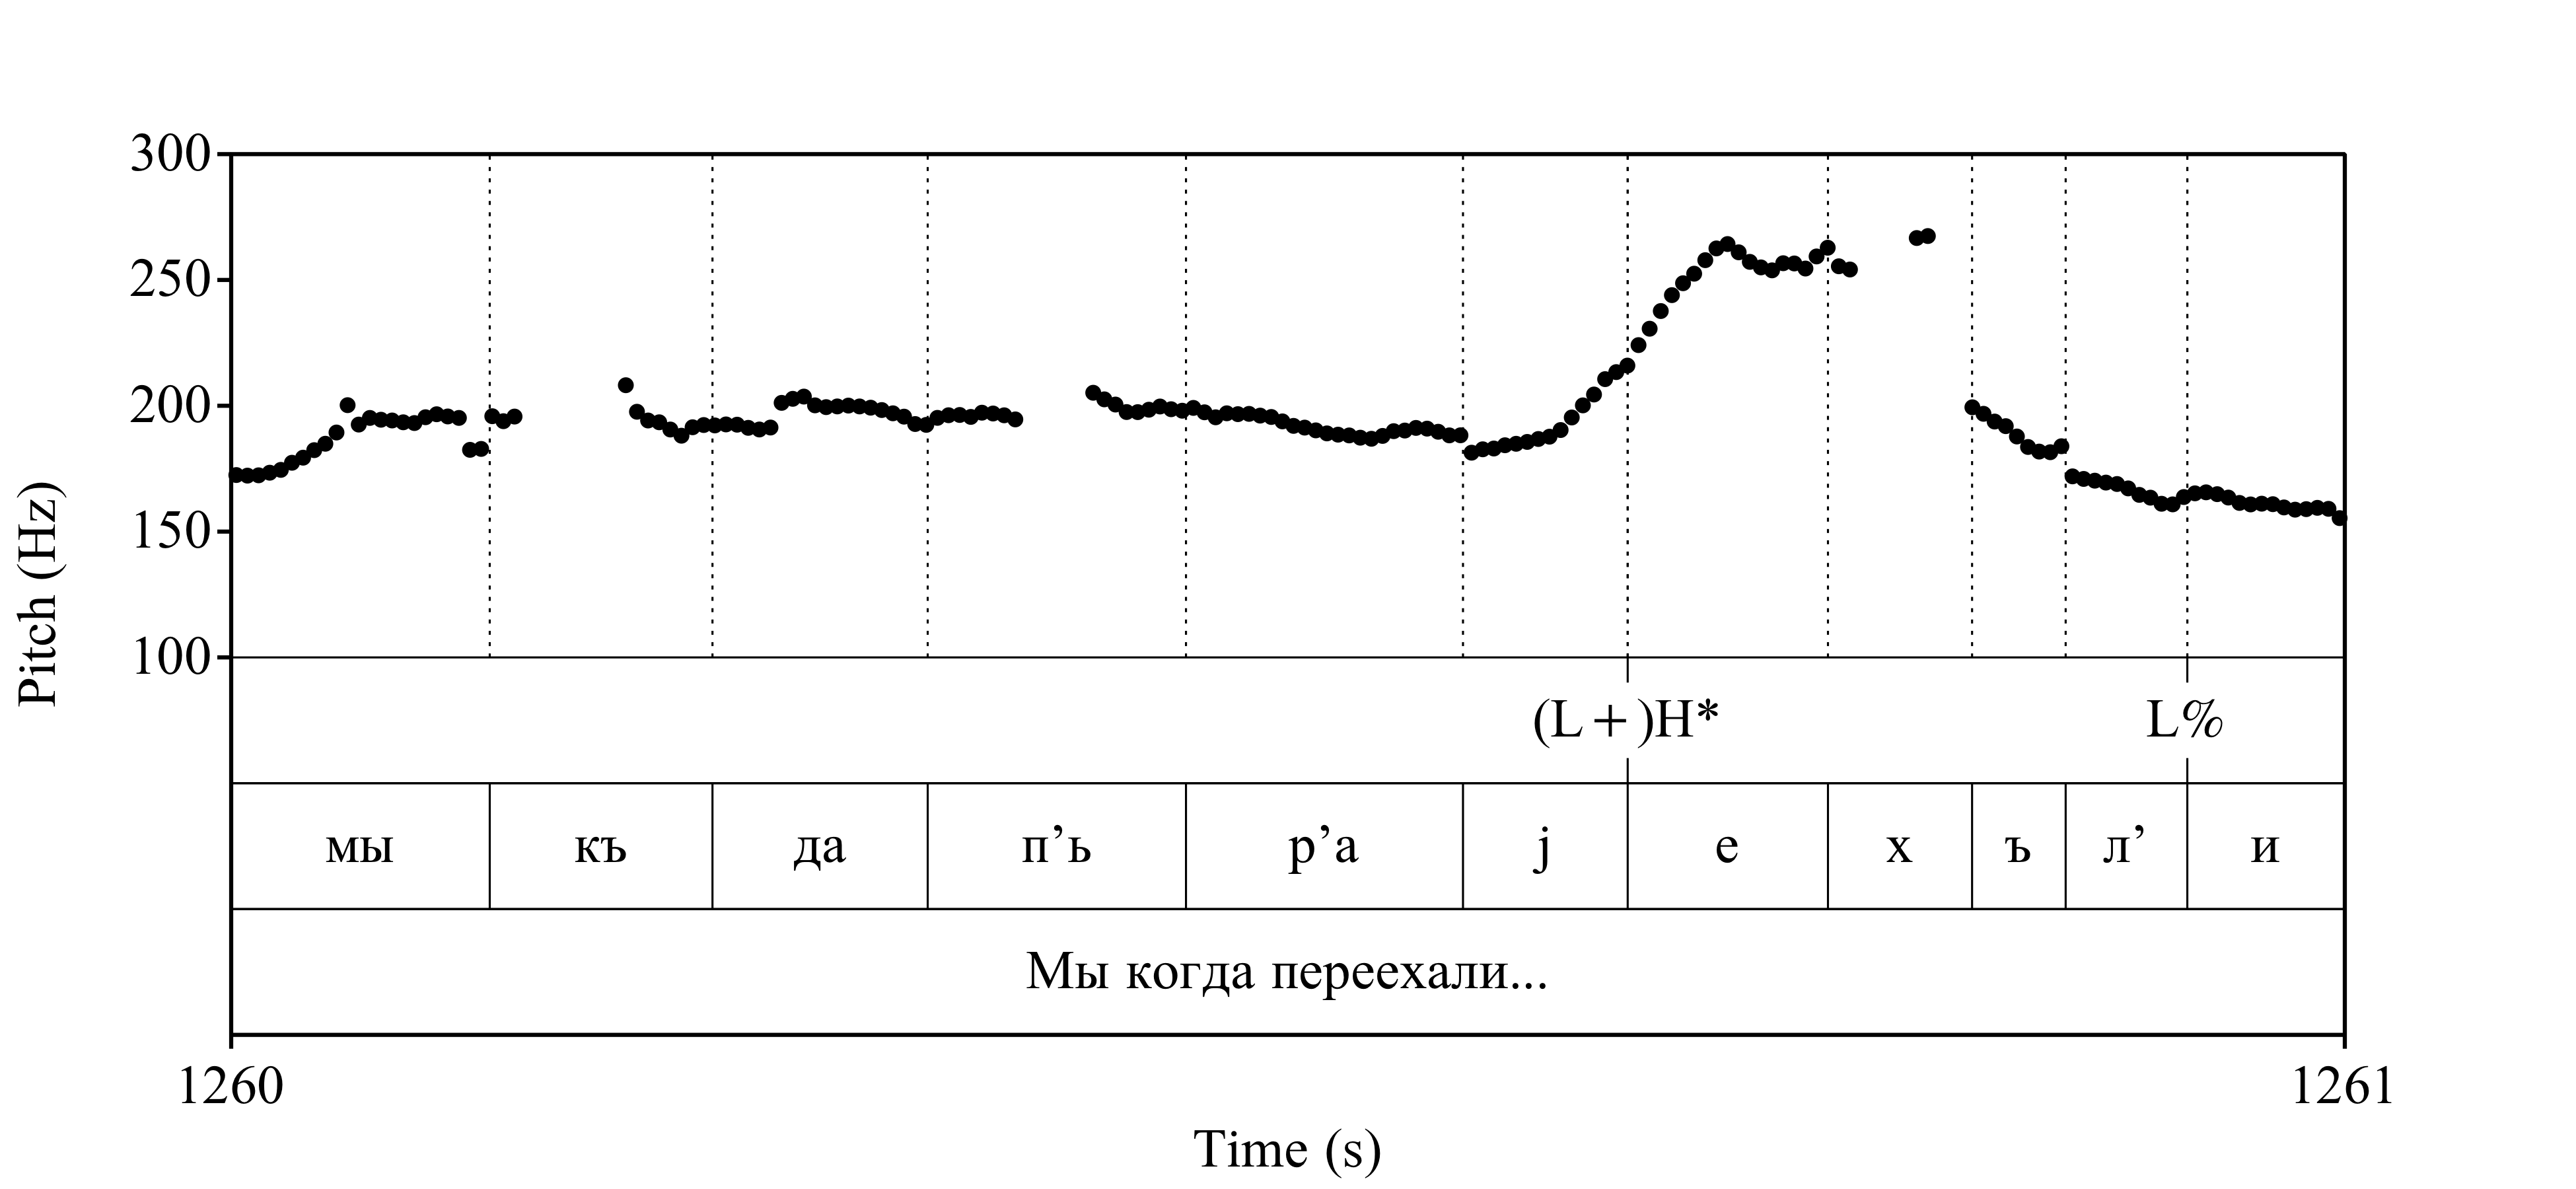 300
250
200
150
100
Pitch (Hz)
(L+)H* L%
мы къ да п’ь р’а j е х ъ л’ и
Мы когда переехали...
1260 1261
Time (s)